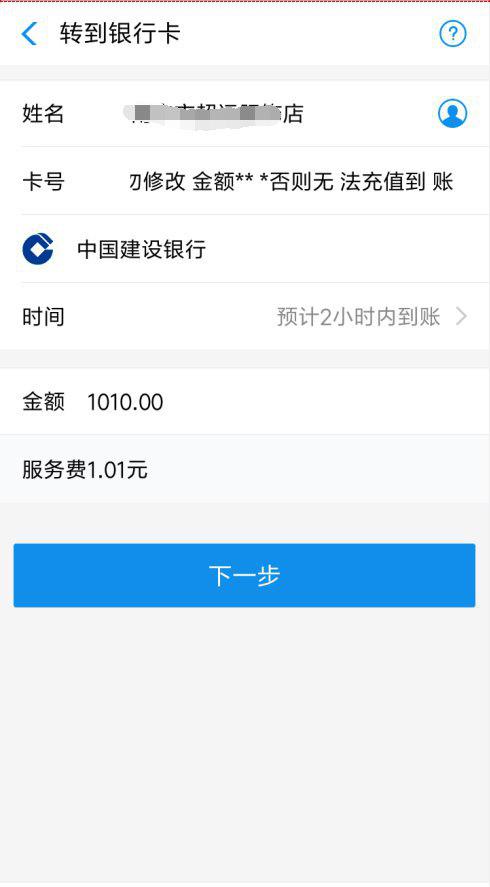 转到银行卡
?
姓名 店
卡号 勿修改 金额** *否则无 法充值到 账
中国建设银行
时间 预计2小时内到账
金额 1010.00
服务费1.01元
下一步